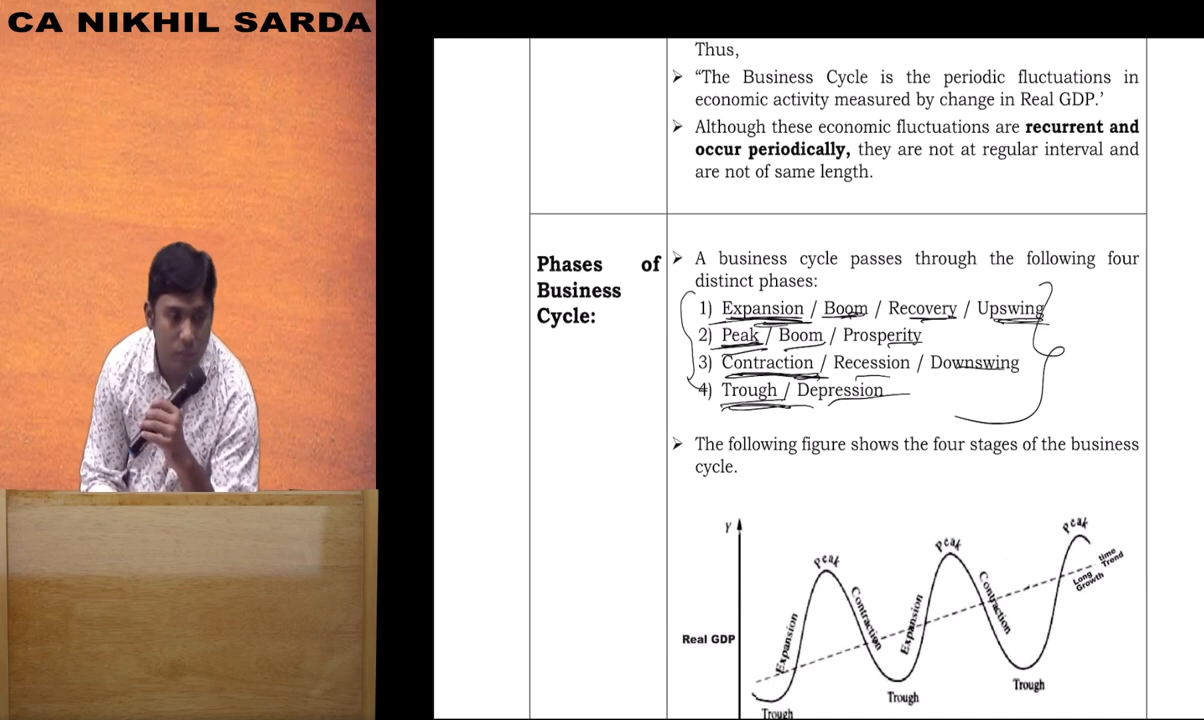 CA NIKHIL SARDA
Thus,
➢ “The Business Cycle is the periodic fluctuations in
economic activity measured by change in Real GDP.’
➢ Although these economic fluctuations are recurrent and
occur periodically, they are not at regular interval and
are not of same length.
Phases of
Business
Cycle:
➢ A business cycle passes through the following four
distinct phases:
1) Expansion / Boom / Recovery / Upswing
2) Peak / Boom / Prosperity
3) Contraction / Recession / Downswing
4) Trough / Depression
➢ The following figure shows the four stages of the business
cycle.
Y
Peak
Peak
Peak
Long time
Growth Trend
Expansion
Contraction
Expansion
Contraction
Real GDP
Trough
Trough
Trough